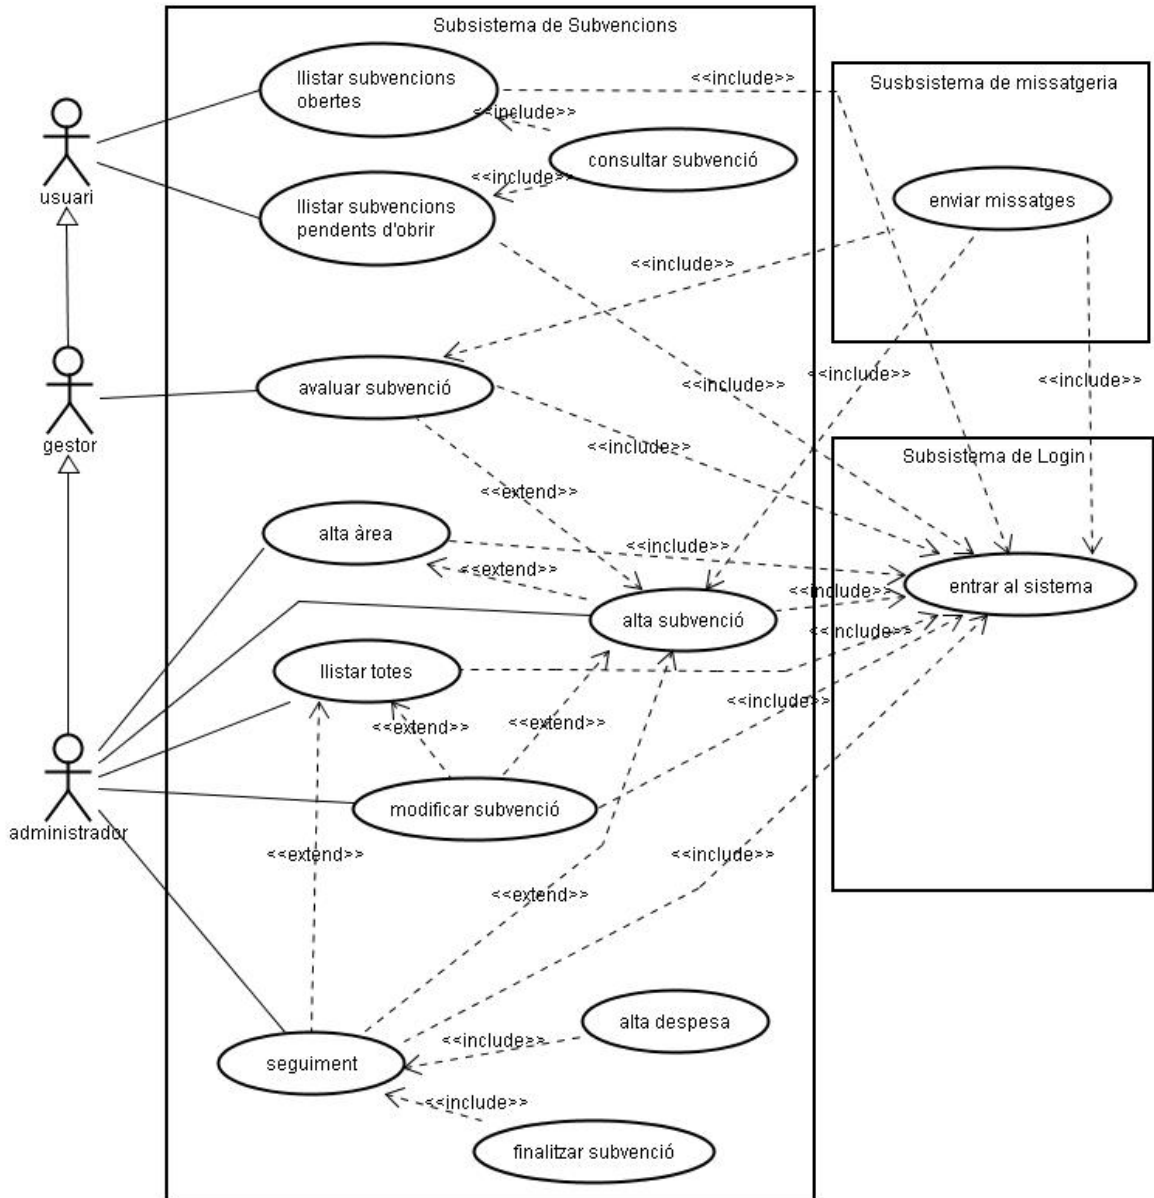 Subsistema de Subvencions
llistar subvencions
obertes
<<include>>
Susbsistema de missatgeria
<<include>>
consultar subvenció
usuari
<<include>>
llistar subvencions
pendents d'obrir
enviar missatges
<<include>>
avaluar subvenció
<<include>>
<<include>>
<<include>>
gestor
<<include>>
Subsistema de Login
<<extend>>
alta àrea
<<include>>
<<extend>>
entrar al sistema
<<include>>
alta subvenció
<<include>>
llistar totes
<<include>>
<<extend>>
<<extend>>
modificar subvenció
administrador
<<extend>>
<<include>>
<<extend>>
alta despesa
<<include>>
seguiment
<<include>>
finalitzar subvenció